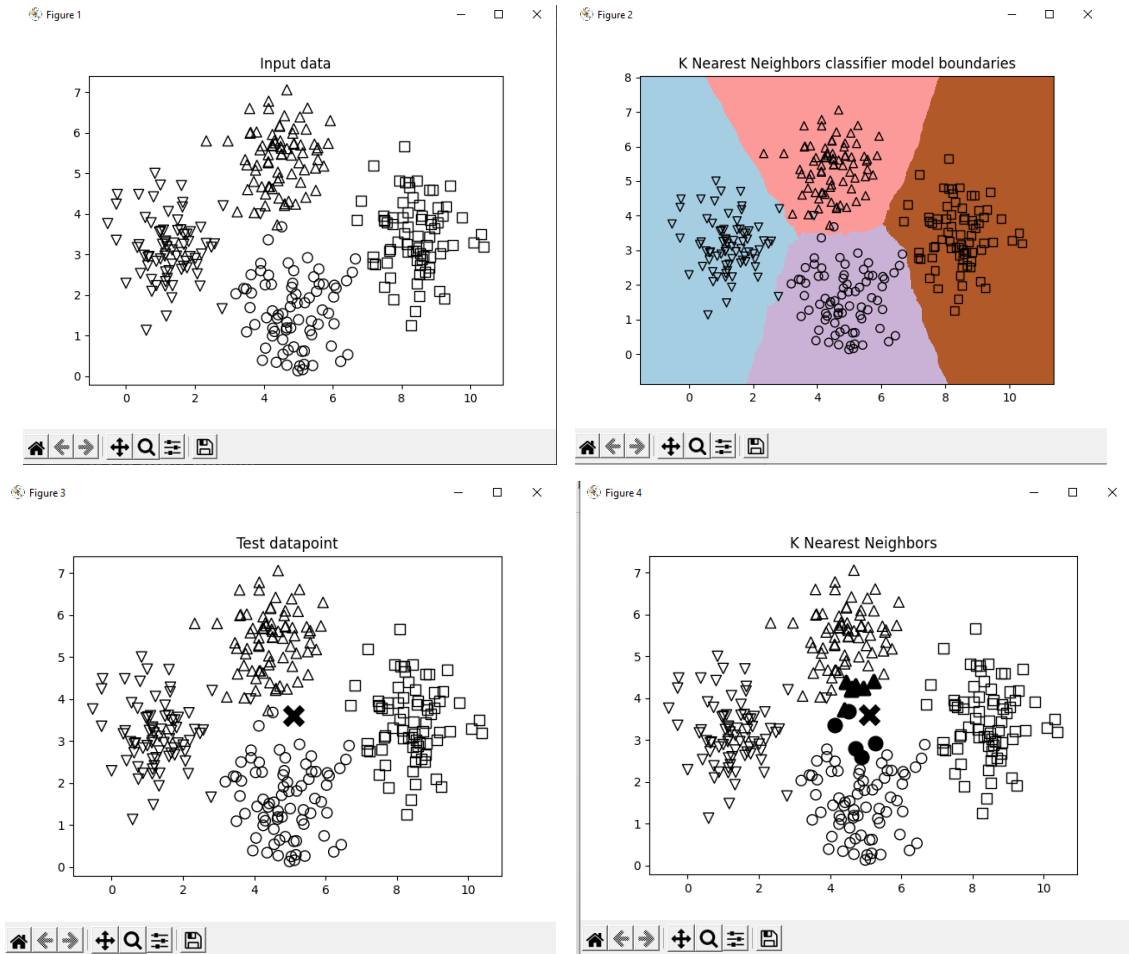 Figure 1
Input data
7
6
5
4
3
2
1
0
0 2 4 6 8 10
Figure 2
K Nearest Neighbors classifier model boundaries
8
7
6
5
4
3
2
1
0
0 2 4 6 8 10
Figure 3
Test datapoint
7
6
5
4
3
2
1
0
0 2 4 6 8 10
Figure 4
K Nearest Neighbors
7
6
5
4
3
2
1
0
0 2 4 6 8 10